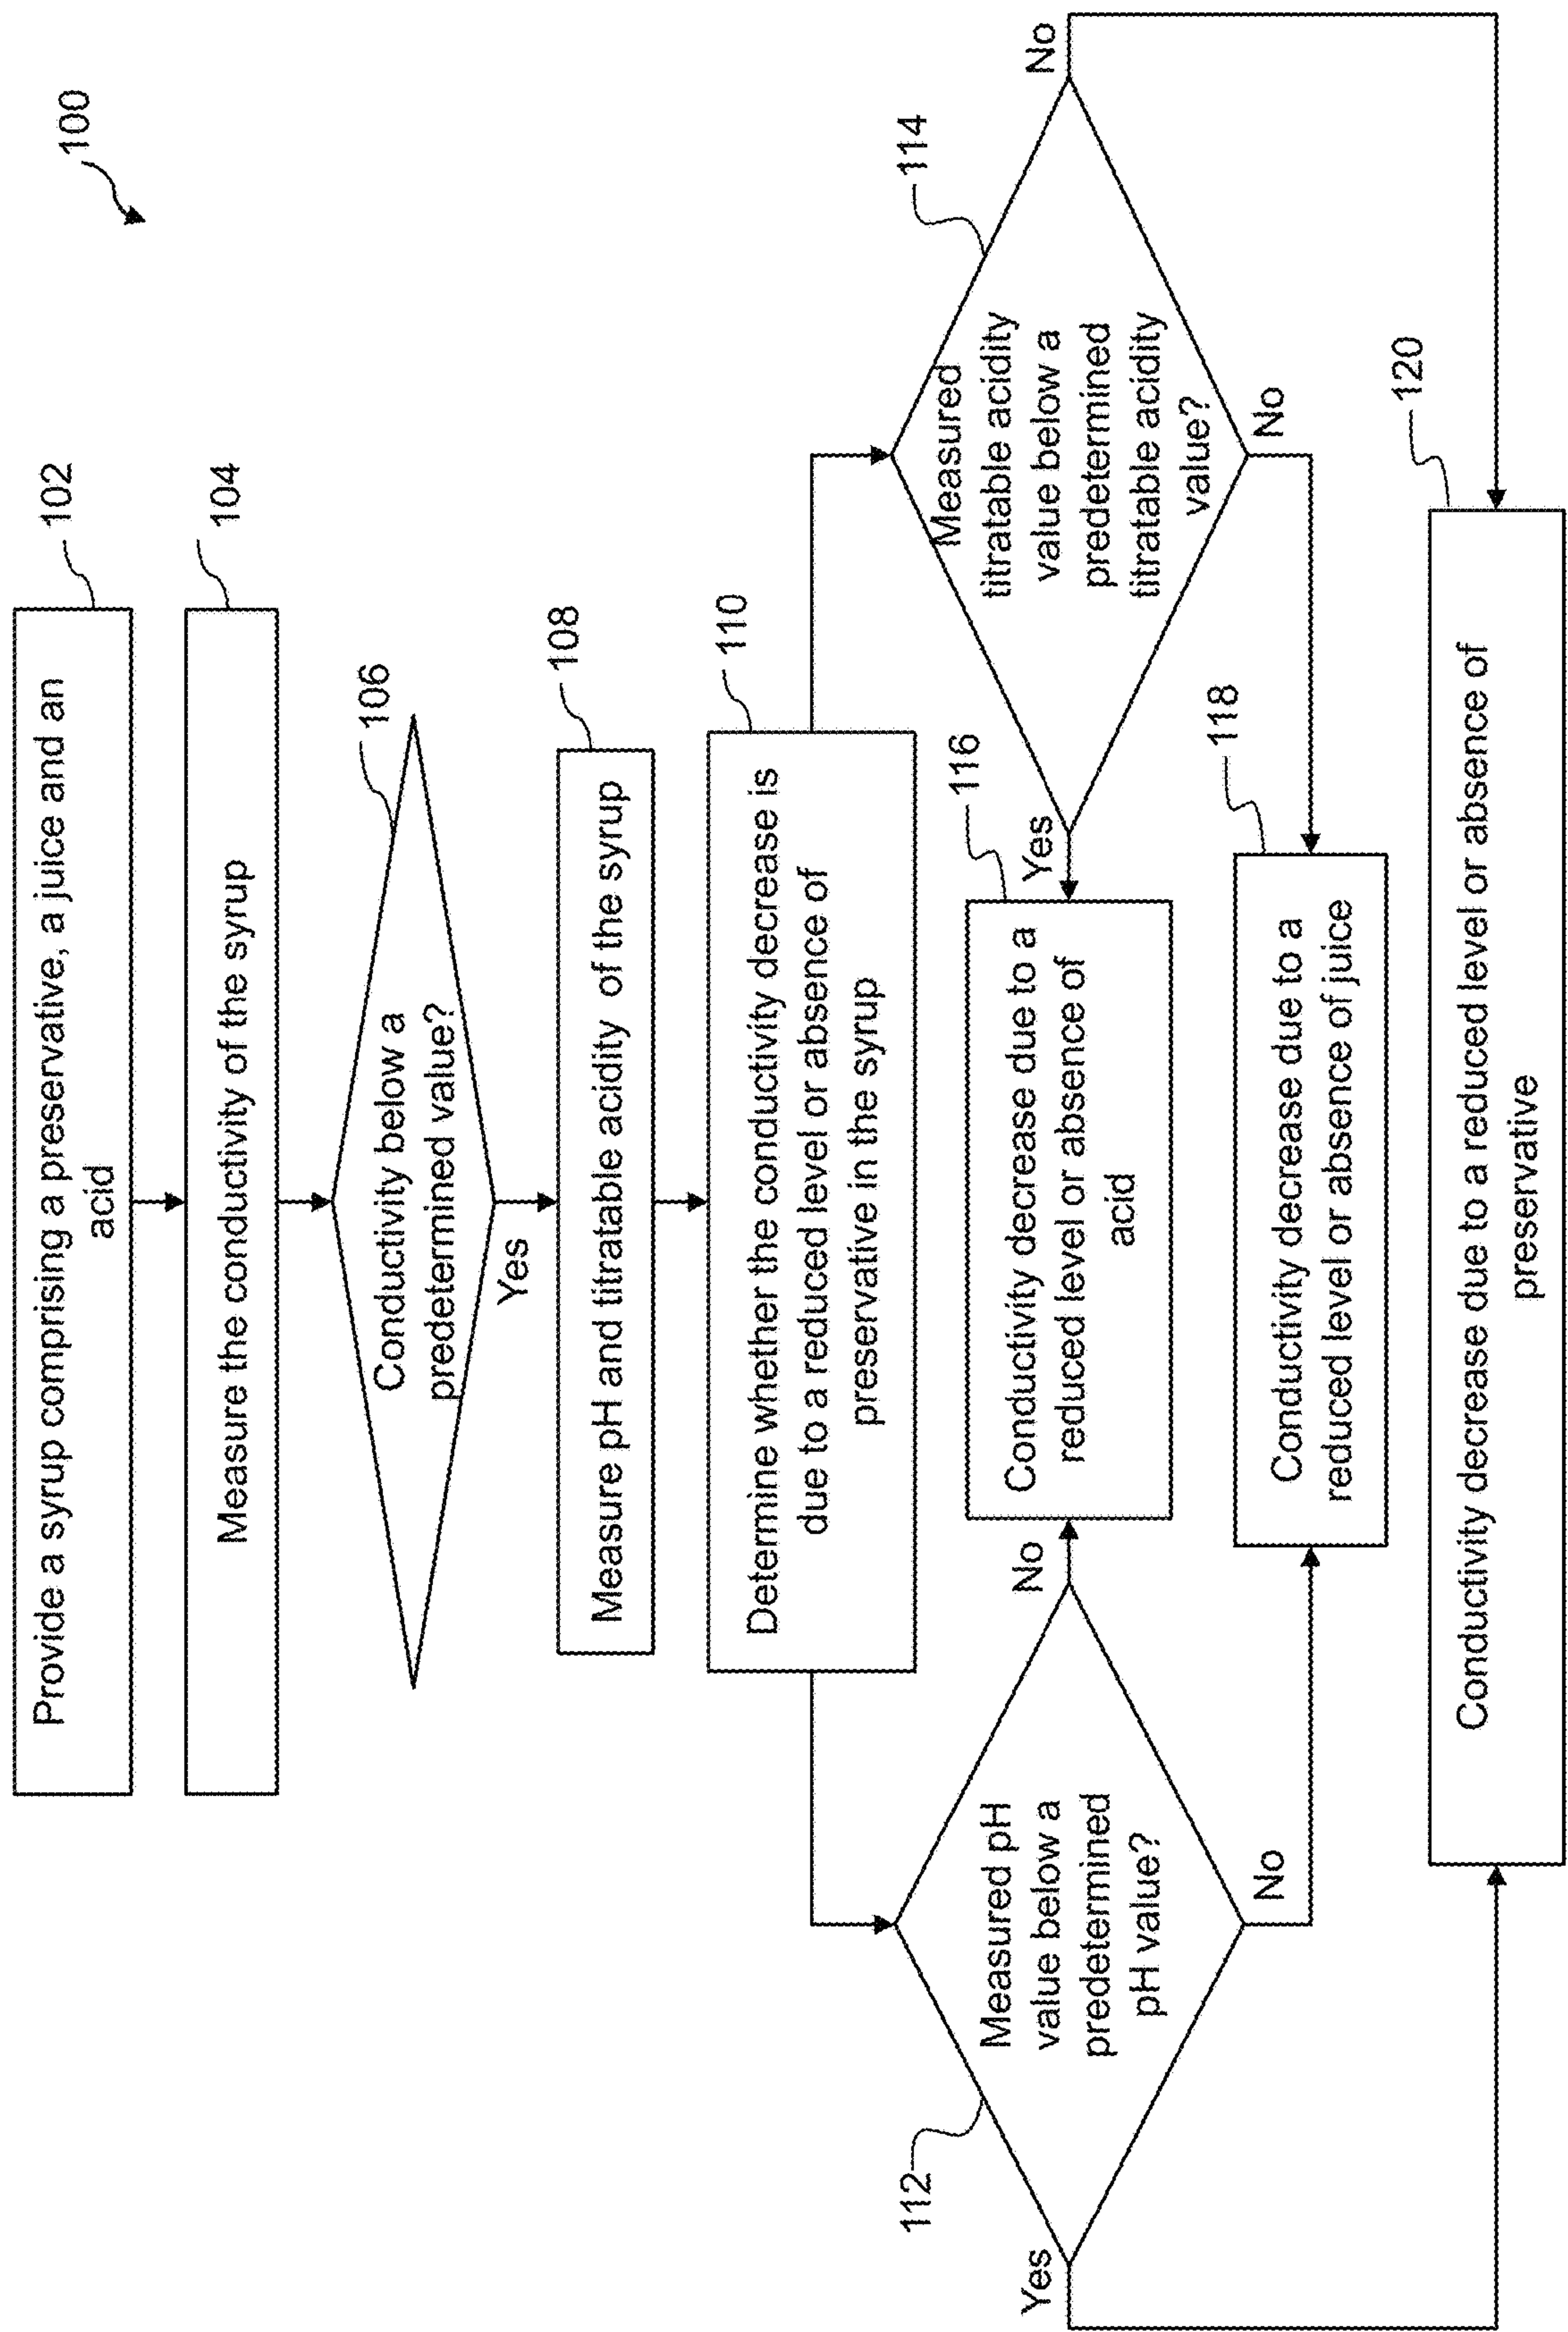 100
Provide a syrup comprising a preservative, a juice and an
acid
102
Measure the conductivity of the syrup
104
Conductivity below a
predetermined value?
106
Yes
Measure pH and titratable acidity of the syrup
108
Determine whether the conductivity decrease is
due to a reduced level or absence of
preservative in the syrup
110
112
Measured pH
value below a
predetermined
pH value?
Yes
No
No
114
Measured
titratable acidity
value below a
predetermined
titratable acidity
value?
Yes
No
No
116
Conductivity decrease due to a
reduced level or absence of
acid
118
Conductivity decrease due to a
reduced level or absence of juice
120
Conductivity decrease due to a reduced level or absence of
preservative